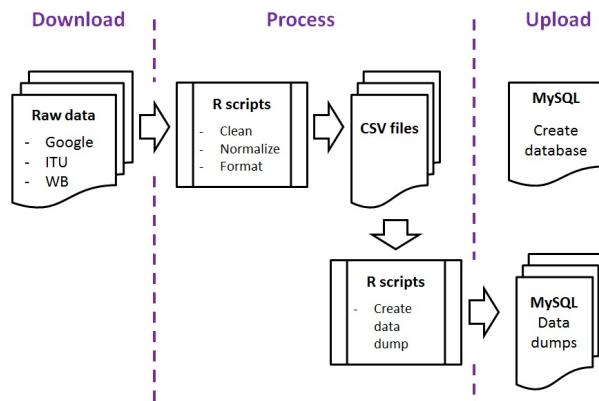 Download
Process
Upload
Raw data
- Google
- ITU
- WB
R scripts
- Clean
- Normalize
- Format
CSV files
MySQL
Create
database
R scripts
- Create
data
dump
MySQL
Data
dumps